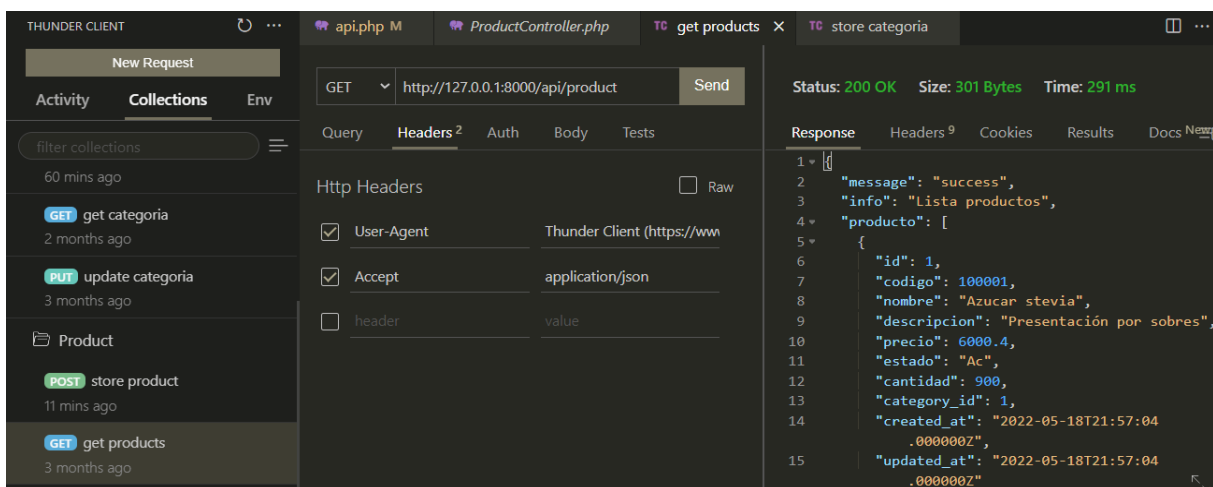 THUNDER CLIENT
New Request
Activity Collections Env
filter collections
60 mins ago
GET get categoria
2 months ago
PUT update categoria
3 months ago
Product
POST store product
11 mins ago
GET get products
3 months ago
api.php M ProductController.php TC get products TC store categoria
GET http://127.0.0.1:8000/api/product Send
Query Headers 2 Auth Body Tests
Http Headers Raw
User-Agent Thunder Client (https://www
Accept application/json
header value
Status: 200 OK Size: 301 Bytes Time: 291 ms
Response Headers 9 Cookies Results Docs New
1 {
2 "message": "success",
3 "info": "Lista productos",
4 "producto": [
5 {
6 "id": 1,
7 "codigo": 100001,
8 "nombre": "Azucar stevia",
9 "descripcion": "Presentación por sobres",
10 "precio": 6000.4,
11 "estado": "Ac",
12 "cantidad": 900,
13 "category_id": 1,
14 "created_at": "2022-05-18T21:57:04
.000000Z",
15 "updated_at": "2022-05-18T21:57:04
.000000Z"